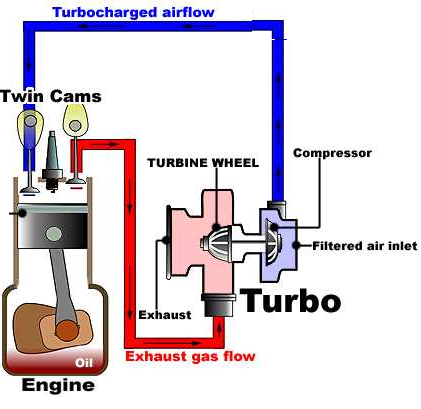 Turbocharged airflow
Twin Cams
TURBINE WHEEL
Compressor
Filtered air inlet
Turbo
Exhaust
Exhaust gas flow
Oil
Engine